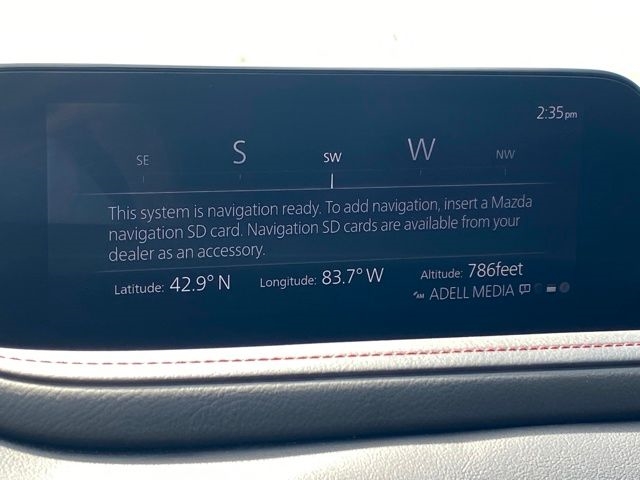 2:35pm
SE S SW W NW
This system is navigation ready. To add navigation, insert a Mazda
navigation SD card. Navigation SD cards are available from your
dealer as an accessory.
Latitude: 42.9° N Longitude: 83.7° W Altitude: 786feet
AM ADELL MEDIA